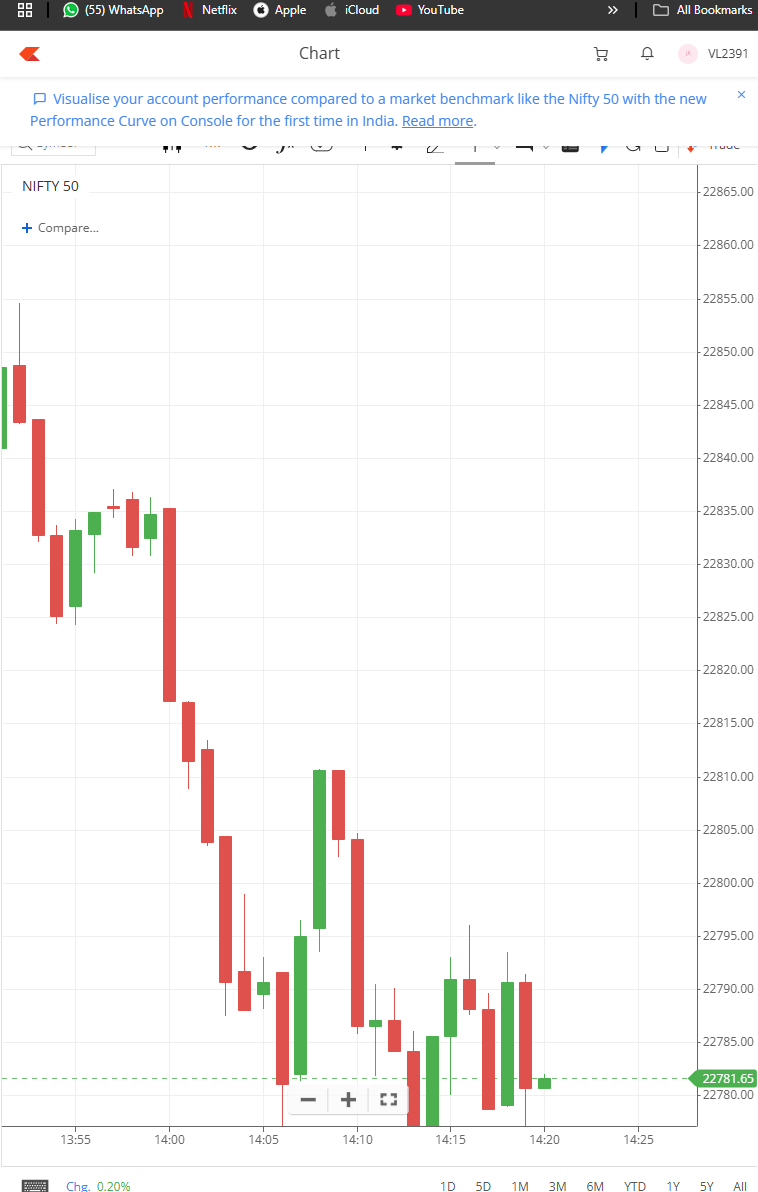 (55) WhatsApp Netflix Apple iCloud YouTube » All Bookmarks
Chart VL2391
Visualise your account performance compared to a market benchmark like the Nifty 50 with the new
Performance Curve on Console for the first time in India. Read more.
NIFTY 50
+ Compare...
22865.00
22860.00
22855.00
22850.00
22845.00
22840.00
22835.00
22830.00
22825.00
22820.00
22815.00
22810.00
22805.00
22800.00
22795.00
22790.00
22785.00
22781.65
22780.00
13:55 14:00 14:05 14:10 14:15 14:20 14:25
Chg. 0.20% 1D 5D 1M 3M 6M YTD 1Y 5Y All